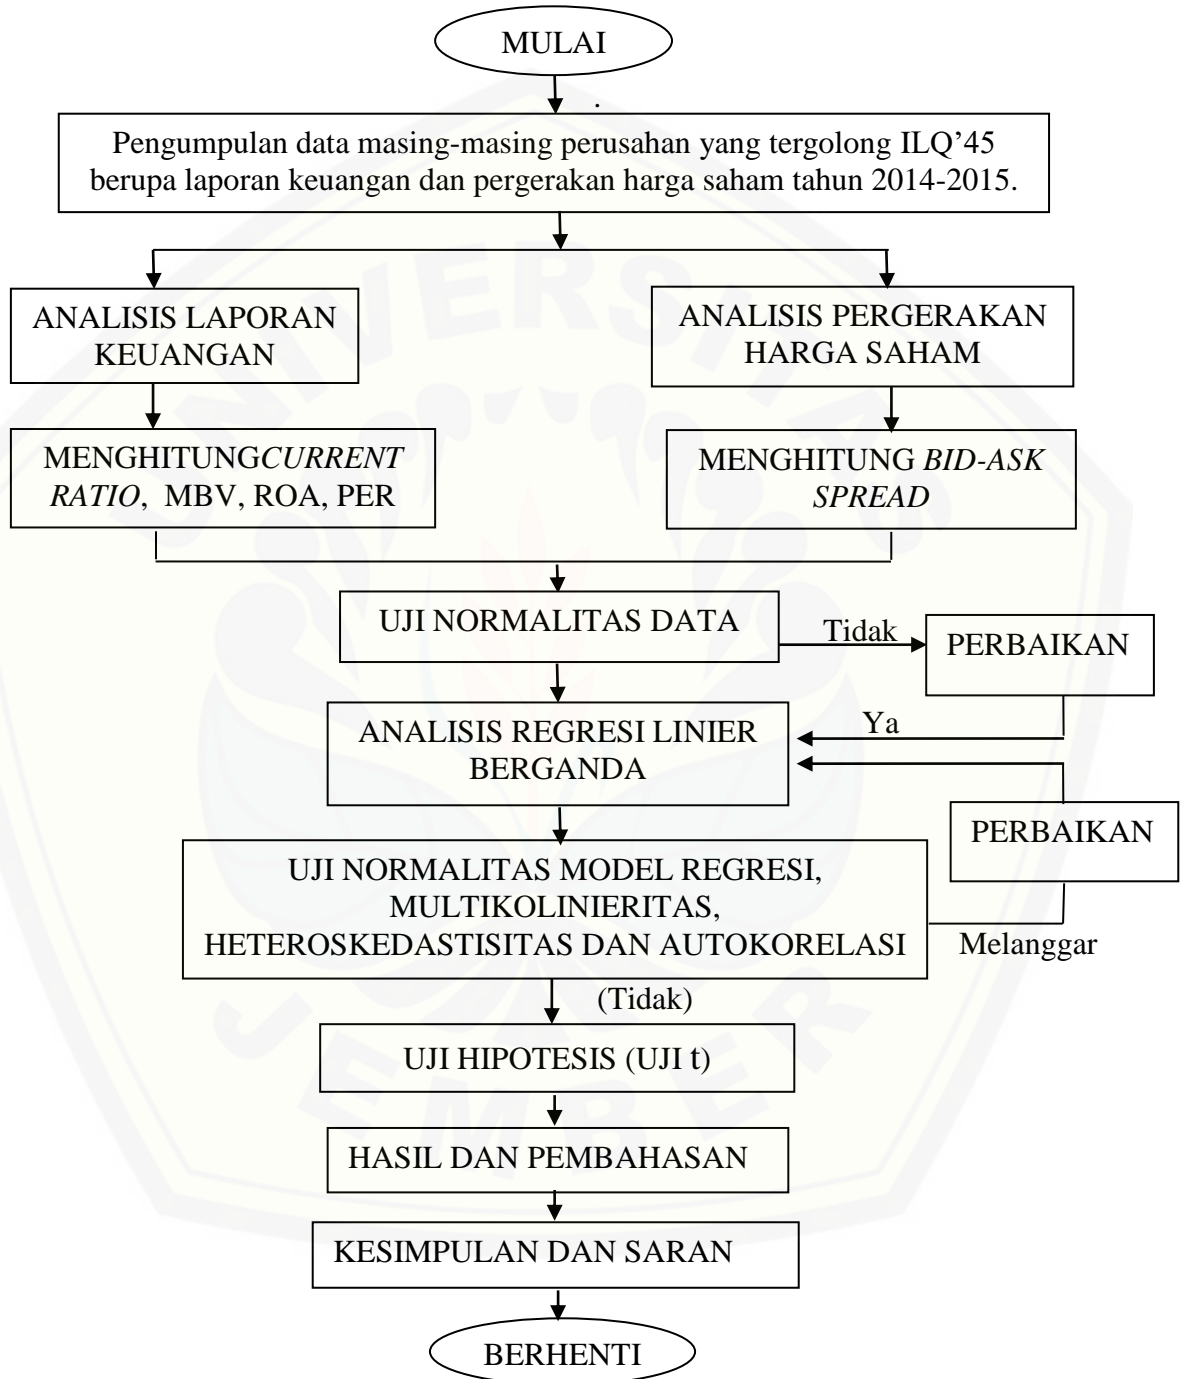 MULAI
.
Pengumpulan data masing-masing perusahan yang tergolong ILQ’45
berupa laporan keuangan dan pergerakan harga saham tahun 2014-2015.
ANALISIS LAPORAN
KEUANGAN
ANALISIS PERGERAKAN
HARGA SAHAM
MENGHITUNGCURRENT
RATIO, MBV, ROA, PER
MENGHITUNG BID-ASK
SPREAD
UJI NORMALITAS DATA
Tidak
PERBAIKAN
ANALISIS REGRESI LINIER
BERGANDA
Ya
PERBAIKAN
UJI NORMALITAS MODEL REGRESI,
MULTIKOLINIERITAS,
HETEROSKEDASTISITAS DAN AUTOKORELASI
Melanggar
(Tidak)
UJI HIPOTESIS (UJI t)
HASIL DAN PEMBAHASAN
KESIMPULAN DAN SARAN
BERHENTI
UNIVERSITAS
JEMBER